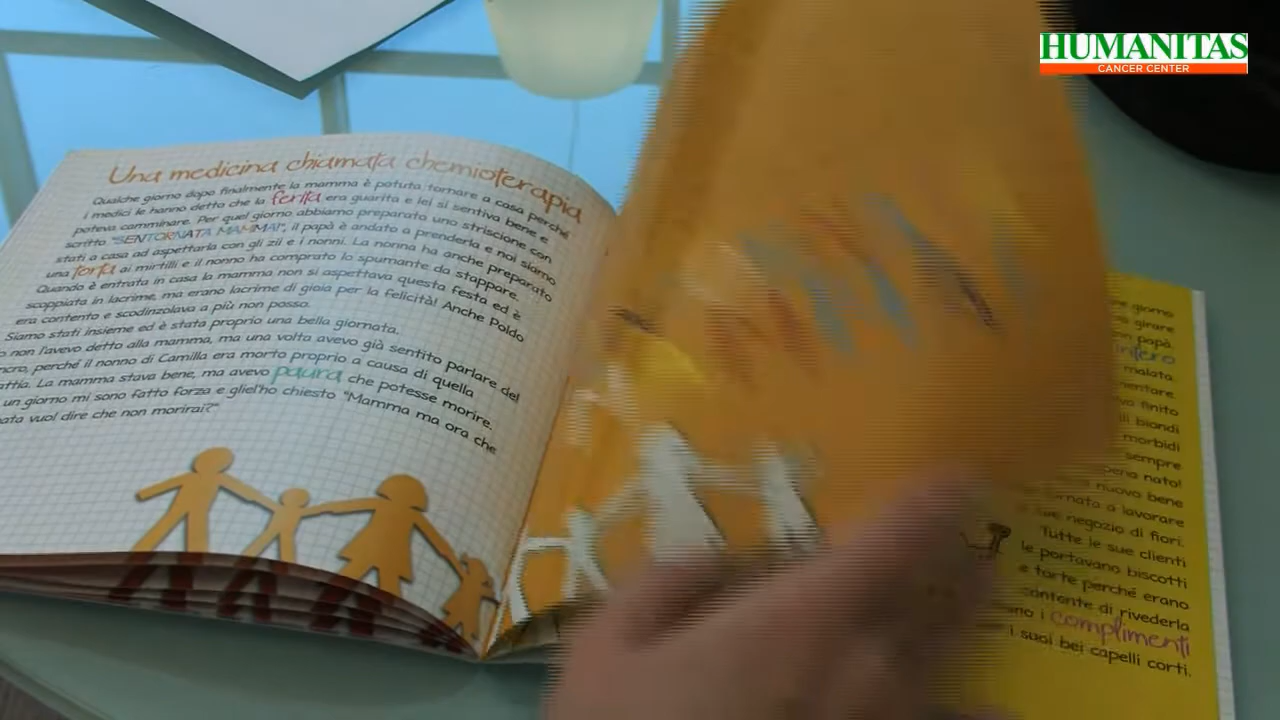 HUMANITAS
CANCER CENTER
Una medicina chiamata chemioterapia
Qualche giorno dopo finalmente la mamma è potuta tornare a casa perché
i medici le hanno detto che la ferita era guarita e lei si sentiva bene e
poteva camminare. Per quel giorno abbiamo preparato uno striscione con
scritto "BENTORNATA MAMMA!", il papà è andato a prenderla e noi siamo
stati a casa ad aspettarla con gli zii e i nonni. La nonna ha anche preparato
una torta ai mirtilli e il nonno ha comprato lo spumante da stappare.
Quando è entrata in casa la mamma non si aspettava questa festa ed è
scoppiata in lacrime, ma erano lacrime di gioia per la felicità! Anche Poldo
era contento e scodinzolava a più non posso.
Siamo stati insieme ed è stata proprio una bella giornata.
non l'avevo detto alla mamma, ma una volta avevo già sentito parlare del
ncro, perché il nonno di Camilla era morto proprio a causa di quella
attia. La mamma stava bene, ma avevo paura che potesse morire.
un giorno mi sono fatto forza e gliel'ho chiesto "Mamma ma ora che
ata vuol dire che non morirai?"
giorno
girare
papà.
intero
malata.
mentare
finito
biondi
morbidi
sempre
nato!
nuovo bene
rnata a lavorare
suo negozio di fiori.
Tutte le sue clienti
le portavano biscotti
e torte perché erano
contente di rivederla
i complimenti
i suoi bei capelli corti.